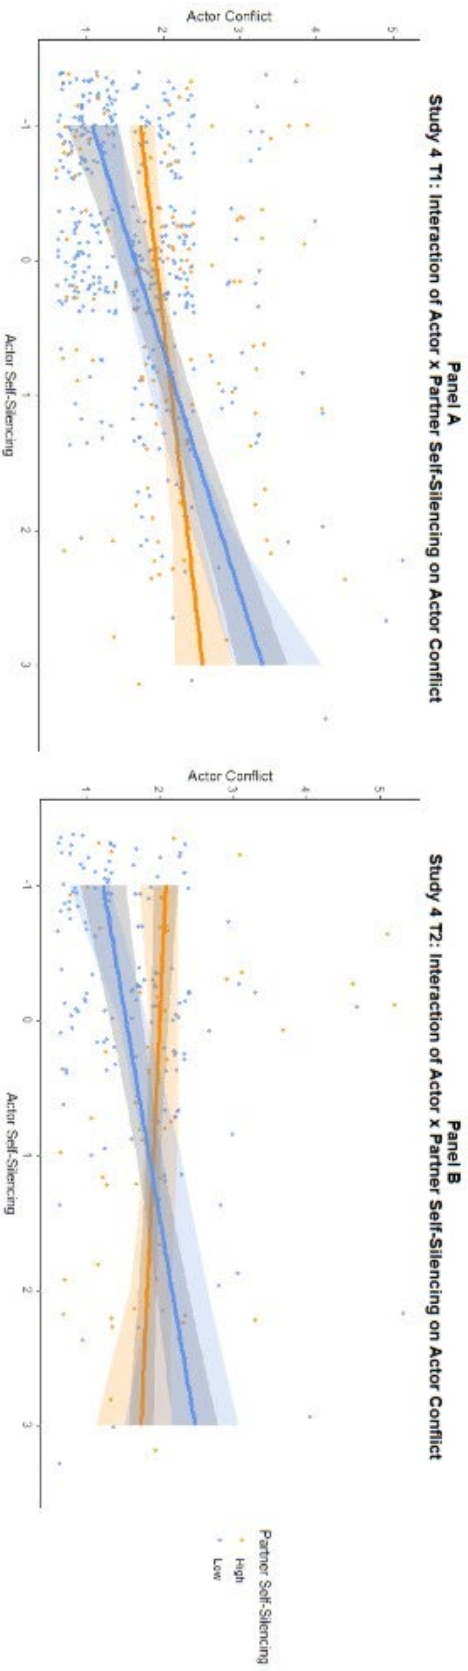 Panel A
Study 4 T1: Interaction of Actor x Partner Self-Silencing on Actor Conflict
Actor Conflict
5
4
3
2
1
-1
0
1
2
3
Actor Self-Silencing
Panel B
Study 4 T2: Interaction of Actor x Partner Self-Silencing on Actor Conflict
Actor Conflict
5
4
3
2
1
-1
0
1
2
3
Actor Self-Silencing
Partner Self-Silencing
High
Low